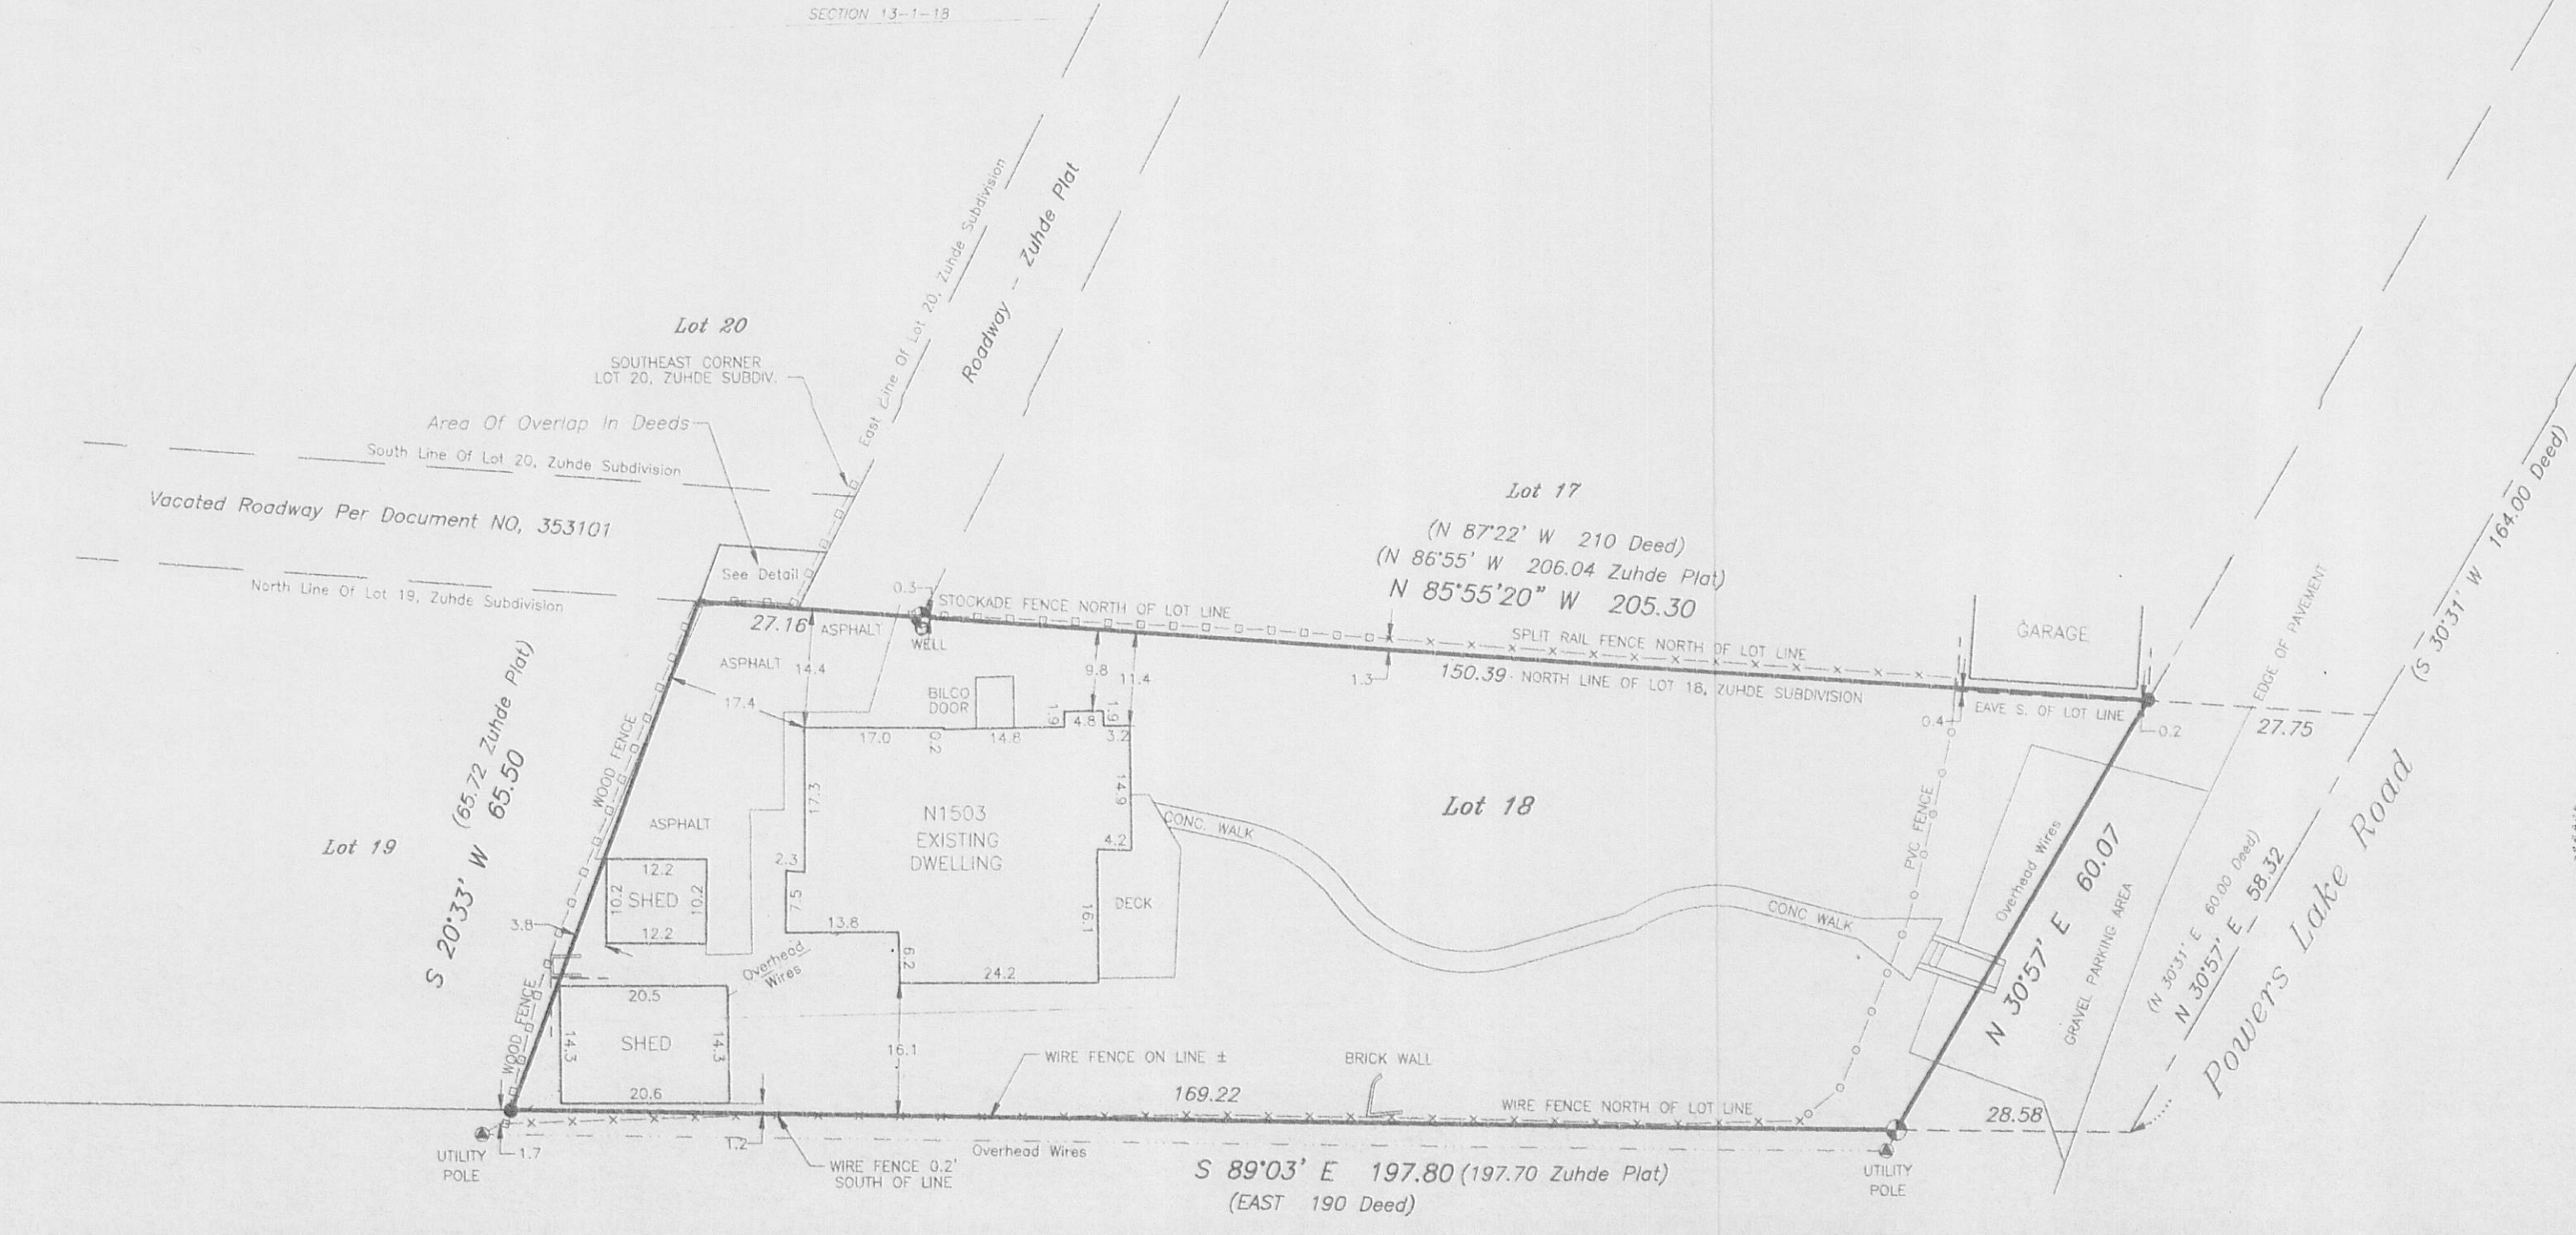 SECTION 13-1-18
East Line Of Lot 20, Zuhde Subdivision
Roadway - Zuhde Plat
Lot 20
SOUTHEAST CORNER
LOT 20, ZUHDE SUBDIV.
Area Of Overlap In Deeds
South Line Of Lot 20, Zuhde Subdivision
Vacated Roadway Per Document NO, 353101
North Line Of Lot 19, Zuhde Subdivision
See Detail
Lot 17
(N 87°22' W 210 Deed)
(N 86°55' W 206.04 Zuhde Plat)
N 85°55'20" W 205.30
0.3
STOCKADE FENCE NORTH OF LOT LINE
SPLIT RAIL FENCE NORTH OF LOT LINE
GARAGE
EDGE OF PAVEMENT
(S 30°31' W 164.00 Deed)
27.16
ASPHALT
WELL
ASPHALT
14.4
9.8
11.4
1.3
150.39
NORTH LINE OF LOT 18, ZUHDE SUBDIVISION
0.4
EAVE S. OF LOT LINE
0.2
27.75
17.4
BILCO
DOOR
17.0
0.2
14.8
1.9
4.8
1.9
3.2
(65.72 Zuhde Plat)
S 20°33' W 65.50
WOOD FENCE
17.3
14.9
N1503
EXISTING
DWELLING
Lot 18
CONC. WALK
PVC FENCE
Overhead Wires
N 30°57' E 60.07
GRAVEL PARKING AREA
(N 30°31' E 60.00 Deed)
N 30°57' E 58.32
Powers Lake Road
Lot 19
ASPHALT
12.2
10.2
SHED
10.2
12.2
2.3
7.5
13.8
4.2
16.1
DECK
CONC WALK
3.8
6.2
24.2
Overhead
Wires
WOOD FENCE
20.5
14.3
SHED
14.3
20.6
16.1
WIRE FENCE ON LINE ±
BRICK WALL
169.22
WIRE FENCE NORTH OF LOT LINE
28.58
UTILITY
POLE
1.7
1.2
WIRE FENCE 0.2'
SOUTH OF LINE
Overhead Wires
S 89°03' E 197.80 (197.70 Zuhde Plat)
(EAST 190 Deed)
UTILITY
POLE